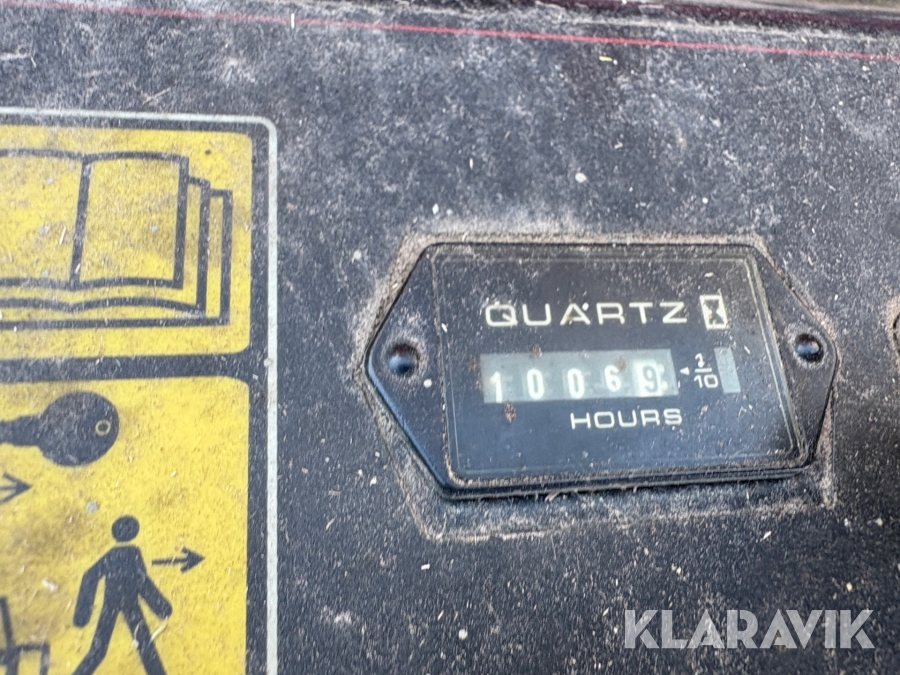 QUARTZ
10069 ◄ 1/10
HOURS
KLARAVIK